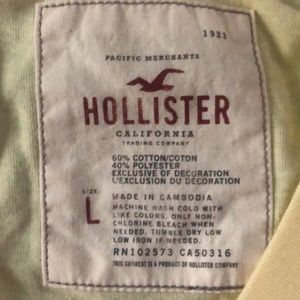 1922
PACIFIC MERCHANTS
HOLLISTER
CALIFORNIA
TRADING COMPANY
60% COTTON/COTON
40% POLYESTER
EXCLUSIVE OF DECORATION
L'EXCLUSION DU DECORATION
SIZE:
L
MADE IN CAMBODIA
MACHINE WASH COLD WITH
LIKE COLORS. ONLY NON-
CHLORINE BLEACH WHEN
NEEDED. TUMBLE DRY LOW
LOW IRON IF NEEDED.
RN102573 CA50316
THIS GARMENT IS A PRODUCT OF HOLLISTER COMPANY